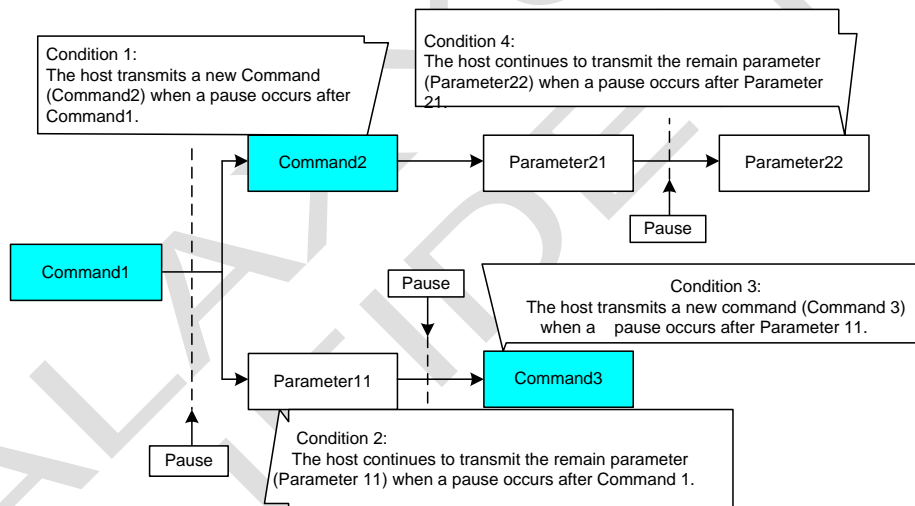 Condition 1:
The host transmits a new Command
(Command2) when a pause occurs after
Command1.
Condition 4:
The host continues to transmit the remain parameter
(Parameter22) when a pause occurs after Parameter
21.
Command2
Parameter21
Parameter22
Pause
Command1
Pause
Condition 3:
The host transmits a new command (Command 3)
when a pause occurs after Parameter 11.
Parameter11
Command3
Pause
Condition 2:
The host continues to transmit the remain parameter
(Parameter 11) when a pause occurs after Command 1.